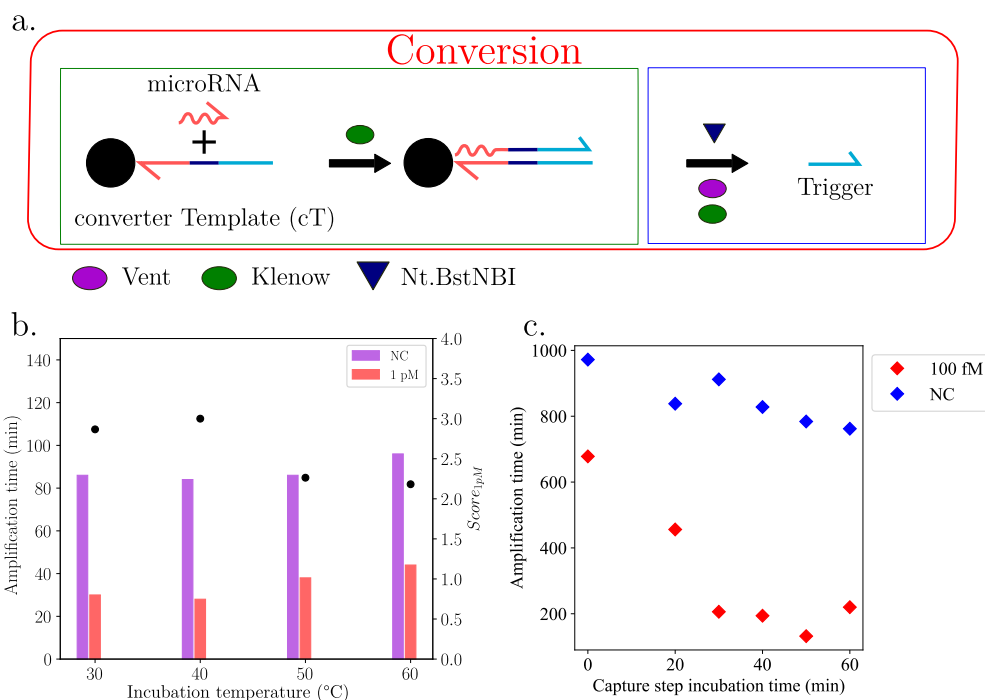 a.
Conversion
microRNA
+
converter Template (cT)
Trigger
Vent
Klenow
Nt.BstNBI
b.
Amplification time (min)
140
120
100
80
60
40
20
0
NC
1 pM
4.0
3.5
3.0
2.5
2.0
1.5
1.0
0.5
0.0
Score1pM
30 40 50 60
Incubation temperature (°C)
c.
Amplification time (min)
1000
800
600
400
200
100 fM
NC
0 20 40 60
Capture step incubation time (min)